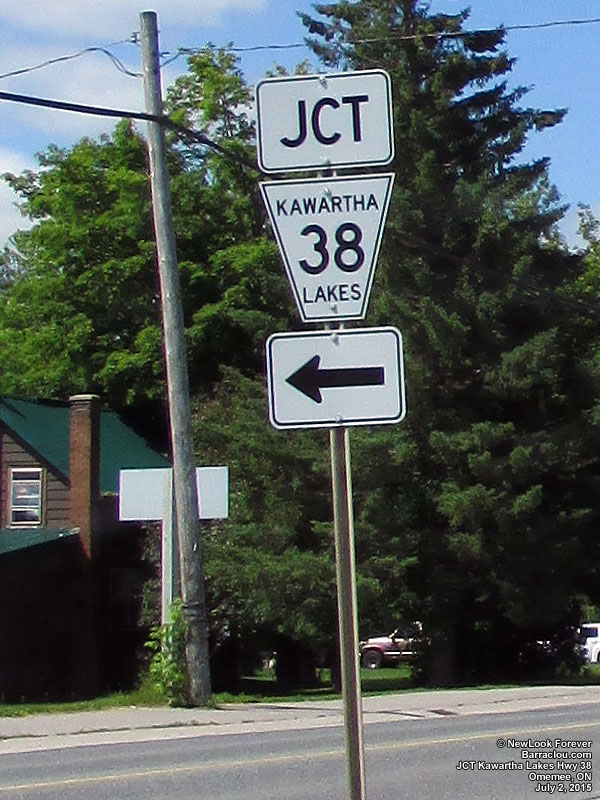 JCT
KAWARTHA
38
LAKES
© NewLook Forever
Barraclou.com
JCT Kawartha Lakes Hwy 38
Omemee, ON
July 2, 2015